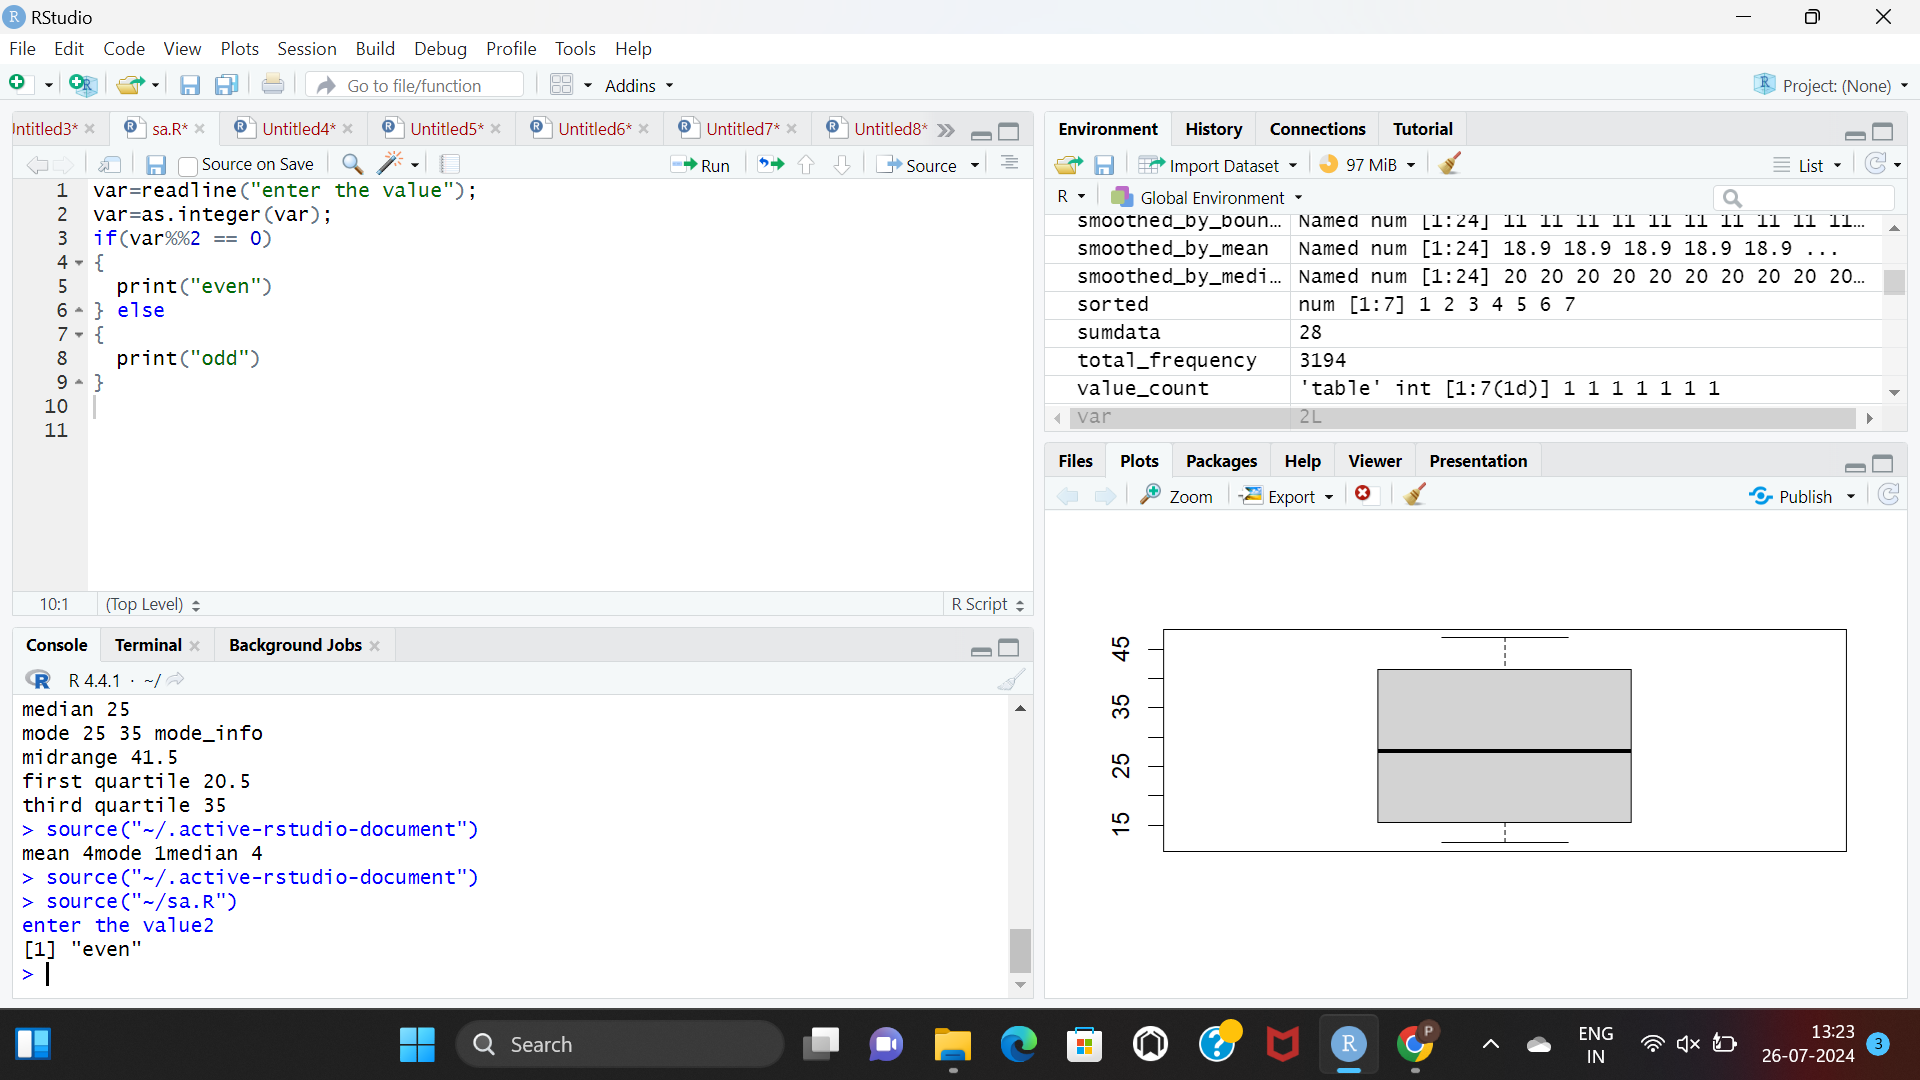 RStudio
File Edit Code View Plots Session Build Debug Profile Tools Help
Go to file/function Addins Project: (None)
Intitled3* sa.R* Untitled4* Untitled5* Untitled6* Untitled7* Untitled8*
Source on Save Run Source
1 var=readline("enter the value");
2 var=as.integer(var);
3 if(var%%2 == 0)
4 {
5 print("even")
6 } else
7 {
8 print("odd")
9 }
10
11
10:1 (Top Level) R Script
Console Terminal Background Jobs
R 4.4.1 · ~/
median 25
mode 25 35 mode_info
midrange 41.5
first quartile 20.5
third quartile 35
> source("~/.active-rstudio-document")
mean 4mode 1median 4
> source("~/.active-rstudio-document")
> source("~/sa.R")
enter the value2
[1] "even"
>
Environment History Connections Tutorial
Import Dataset 97 MiB List
R Global Environment
smoothed_by_boun… Named num [1:24] 11 11 11 11 11 11 11 11 11 11…
smoothed_by_mean Named num [1:24] 18.9 18.9 18.9 18.9 18.9 ...
smoothed_by_medi… Named num [1:24] 20 20 20 20 20 20 20 20 20 20…
sorted num [1:7] 1 2 3 4 5 6 7
sumdata 28
total_frequency 3194
value_count 'table' int [1:7(1d)] 1 1 1 1 1 1 1
var 2L
Files Plots Packages Help Viewer Presentation
Zoom Export Publish
45
35
25
15
Search
ENG
IN
13:23
26-07-2024
3